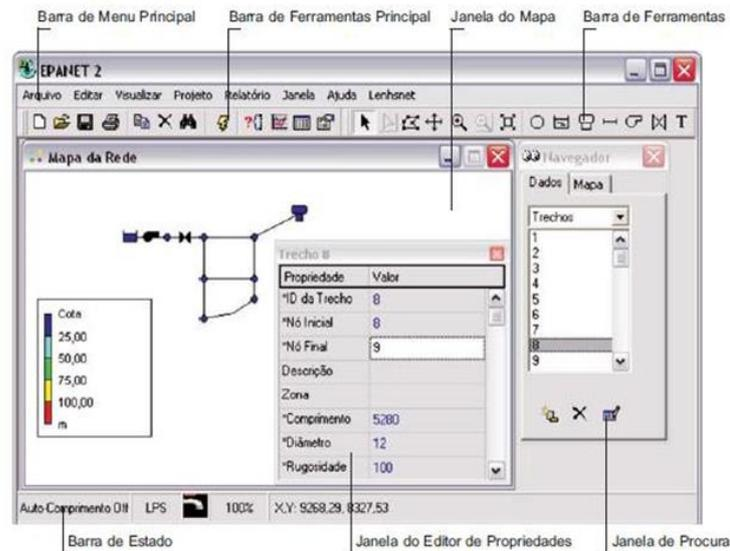 Barra de Menu Principal
Barra de Ferramentas Principal
Janela do Mapa
Barra de Ferramentas
EPANET 2
Arquivo Editar Visualizar Projeto Relatório Janela Ajuda Lenhsnet
T
Mapa da Rede
Navegador
Dados Mapa
Trechos
1
2
3
4
5
6
7
8
9
Trecho 8
Propriedade Valor
*ID da Trecho 8
*Nó Inicial 8
*Nó Final 9
Descrição
Zona
*Comprimento 5280
*Diâmetro 12
*Rugosidade 100
Cota
25,00
50,00
75,00
100,00
m
Auto-Comprimento Off LPS 100% X,Y: 9268,29, 8327,53
Barra de Estado
Janela do Editor de Propriedades
Janela de Procura